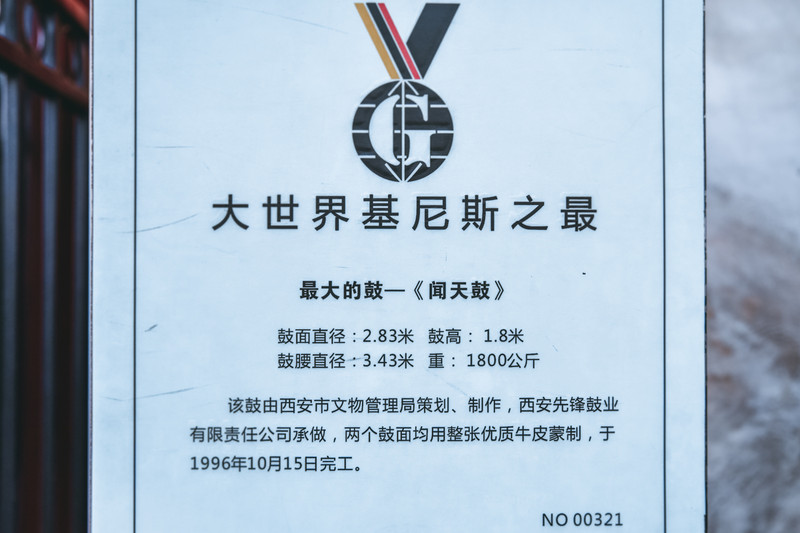 G
大世界基尼斯之最
最大的鼓—《闻天鼓》
鼓面直径：2.83米 鼓高：1.8米
鼓腰直径：3.43米 重：1800公斤
该鼓由西安市文物管理局策划、制作，西安先锋鼓业
有限责任公司承做，两个鼓面均用整张优质牛皮蒙制，于
1996年10月15日完工。
NO 00321